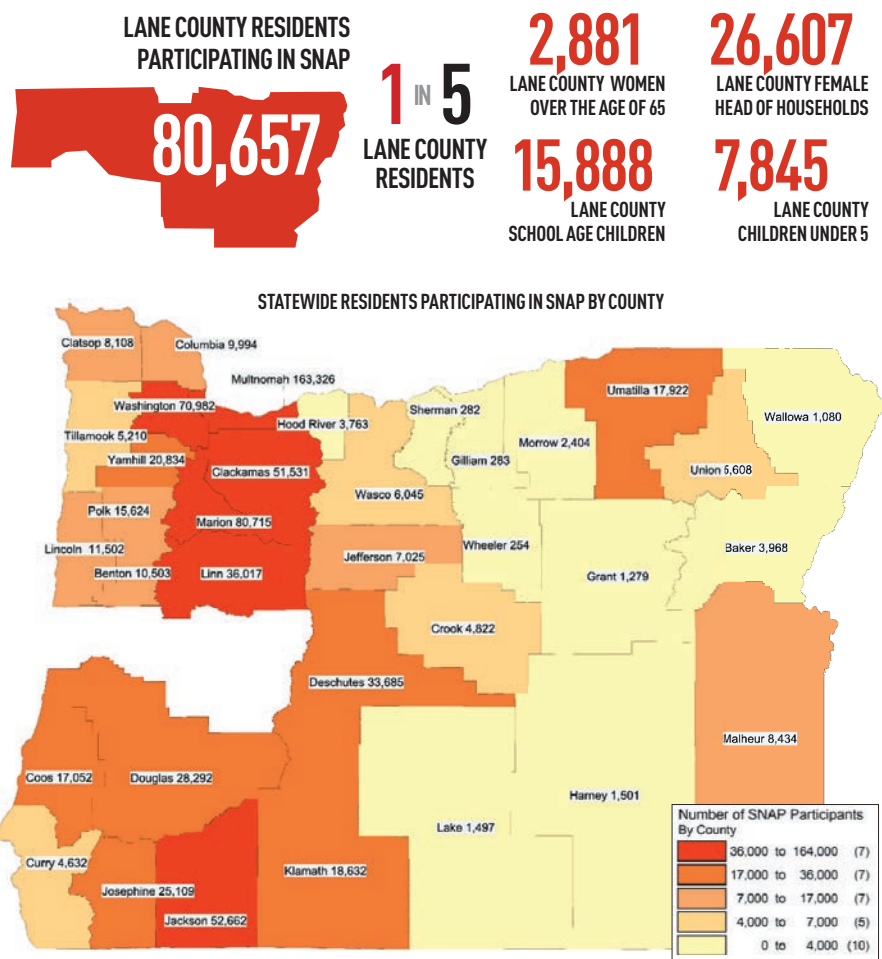 LANE COUNTY RESIDENTS
PARTICIPATING IN SNAP
80,657
1 IN 5
LANE COUNTY
RESIDENTS
2,881
LANE COUNTY WOMEN
OVER THE AGE OF 65
26,607
LANE COUNTY FEMALE
HEAD OF HOUSEHOLDS
15,888
LANE COUNTY
SCHOOL AGE CHILDREN
7,845
LANE COUNTY
CHILDREN UNDER 5
STATEWIDE RESIDENTS PARTICIPATING IN SNAP BY COUNTY
Clatsop 8,108
Columbia 9,994
Multnomah 163,326
Washington 70,982
Hood River 3,763
Sherman 282
Umatilla 17,922
Wallowa 1,080
Tillamook 5,210
Morrow 2,404
Yamhill 20,834
Clackamas 51,531
Gilliam 283
Union 5,608
Wasco 6,045
Polk 15,624
Marion 80,715
Lincoln 11,502
Jefferson 7,025
Wheeler 254
Baker 3,968
Benton 10,503
Linn 36,017
Grant 1,279
Crook 4,822
Deschutes 33,685
Malheur 8,434
Coos 17,052
Douglas 28,292
Harney 1,501
Lake 1,497
Curry 4,632
Klamath 18,632
Josephine 25,109
Jackson 52,662
Number of SNAP Participants
By County
36,000 to 164,000 (7)
17,000 to 36,000 (7)
7,000 to 17,000 (7)
4,000 to 7,000 (5)
0 to 4,000 (10)